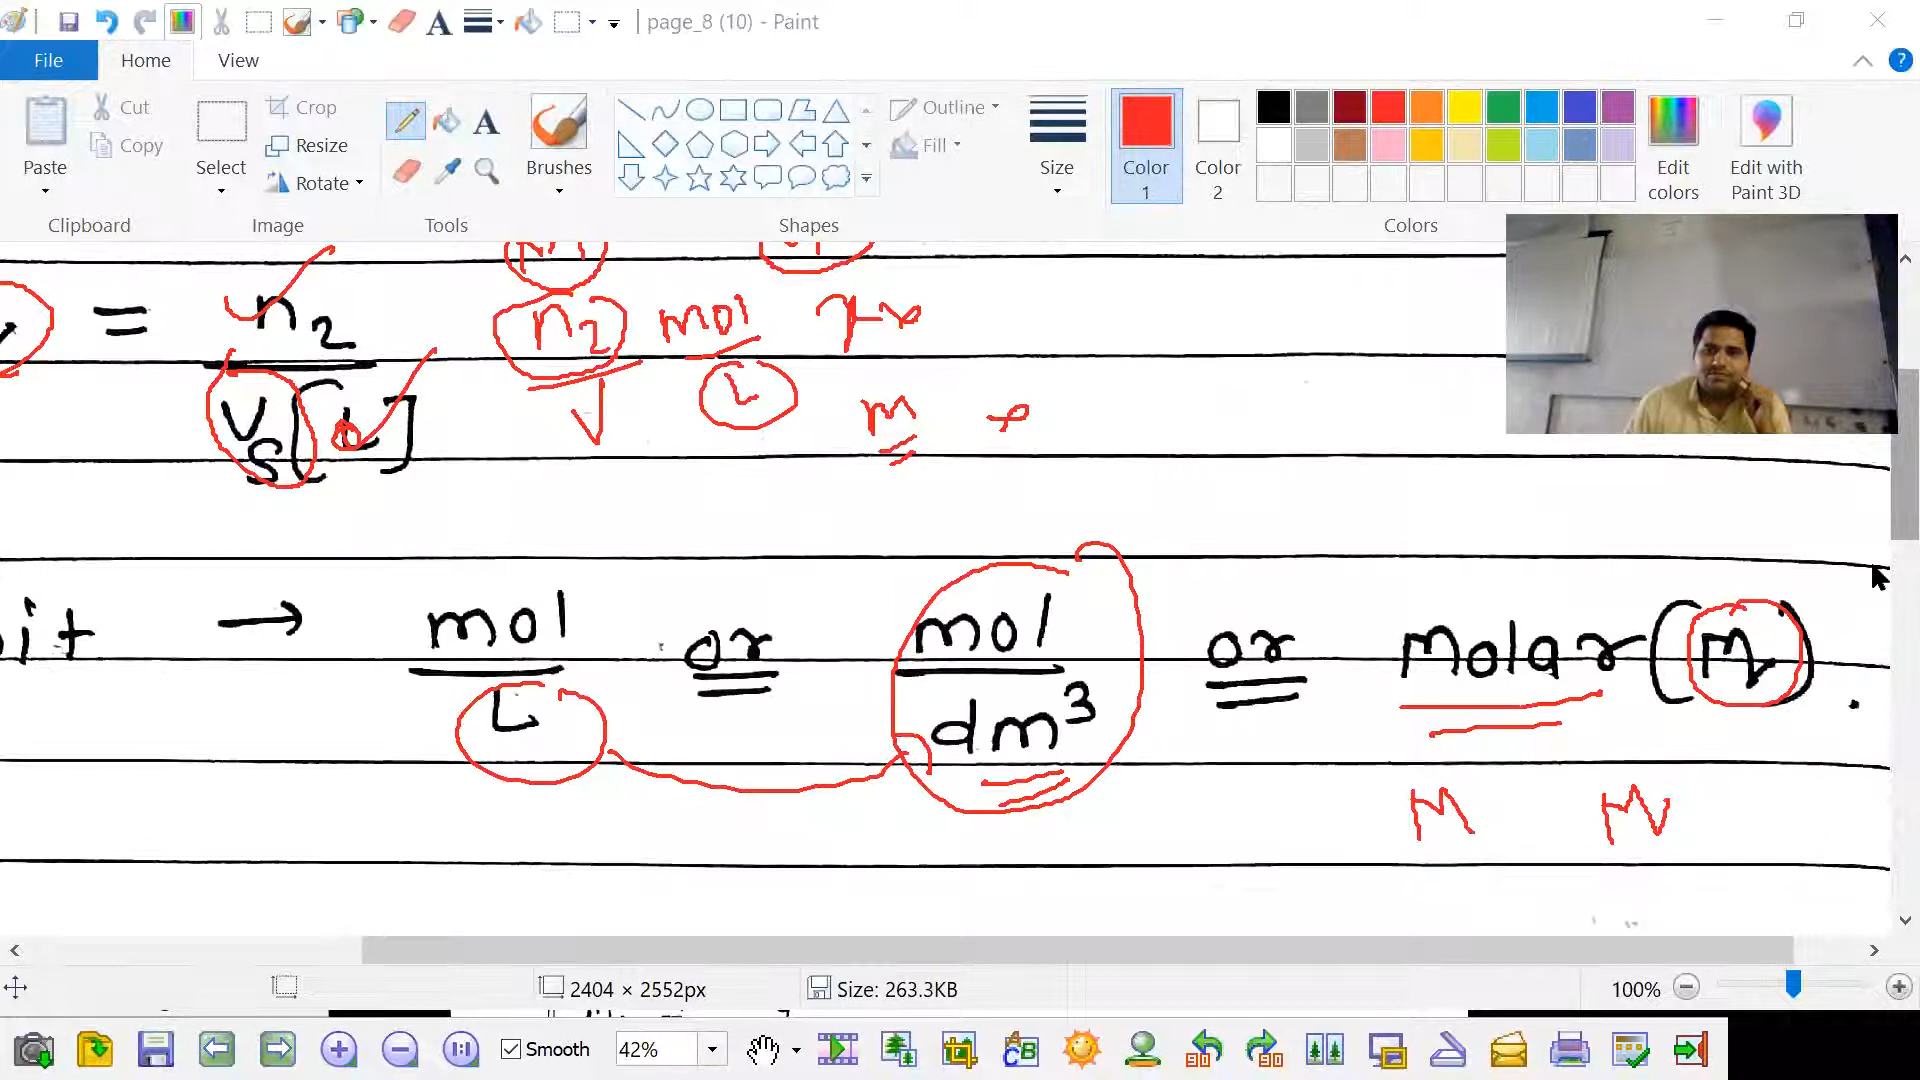 page_8 (10) - Paint
File Home View
Cut
Copy
Paste
Clipboard
Select
Crop
Resize
Rotate
Image
Tools
Brushes
Shapes
Outline
Fill
Size
Color 1
Color 2
Edit colors
Edit with Paint 3D
Colors
= n2 n2 mol
Vs[L] V L m
it → mol or mol or Molar (M).
L dm³
M M
2404 × 2552px Size: 263.3KB 100%
Smooth 42%